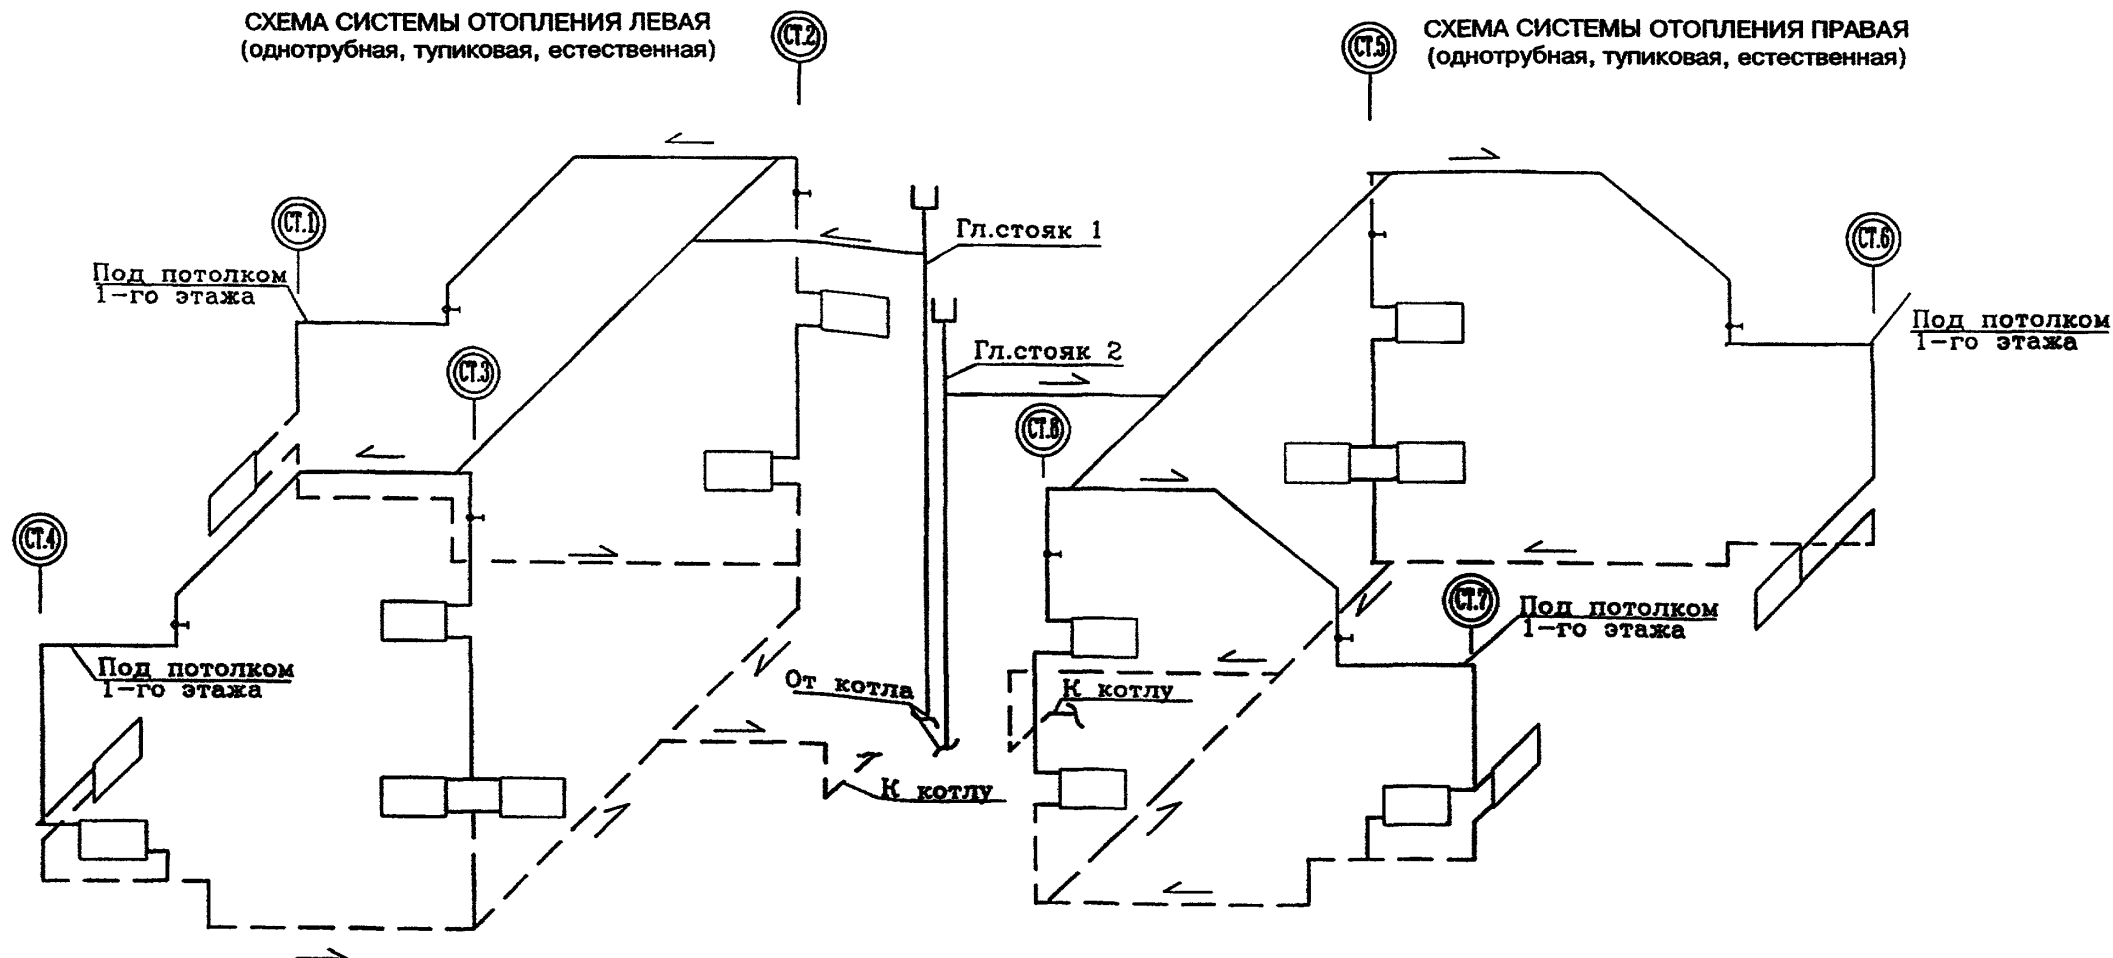 СХЕМА СИСТЕМЫ ОТОПЛЕНИЯ ЛЕВАЯ
(однотрубная, тупиковая, естественная)
СТ.2
СТ.5
СХЕМА СИСТЕМЫ ОТОПЛЕНИЯ ПРАВАЯ
(однотрубная, тупиковая, естественная)
СТ.1
Под потолком
1-го этажа
Гл.стояк 1
СТ.6
Под потолком
1-го этажа
СТ.3
Гл.стояк 2
СТ.8
СТ.4
Под потолком
1-го этажа
От котла
К котлу
К котлу
СТ.7
Под потолком
1-го этажа